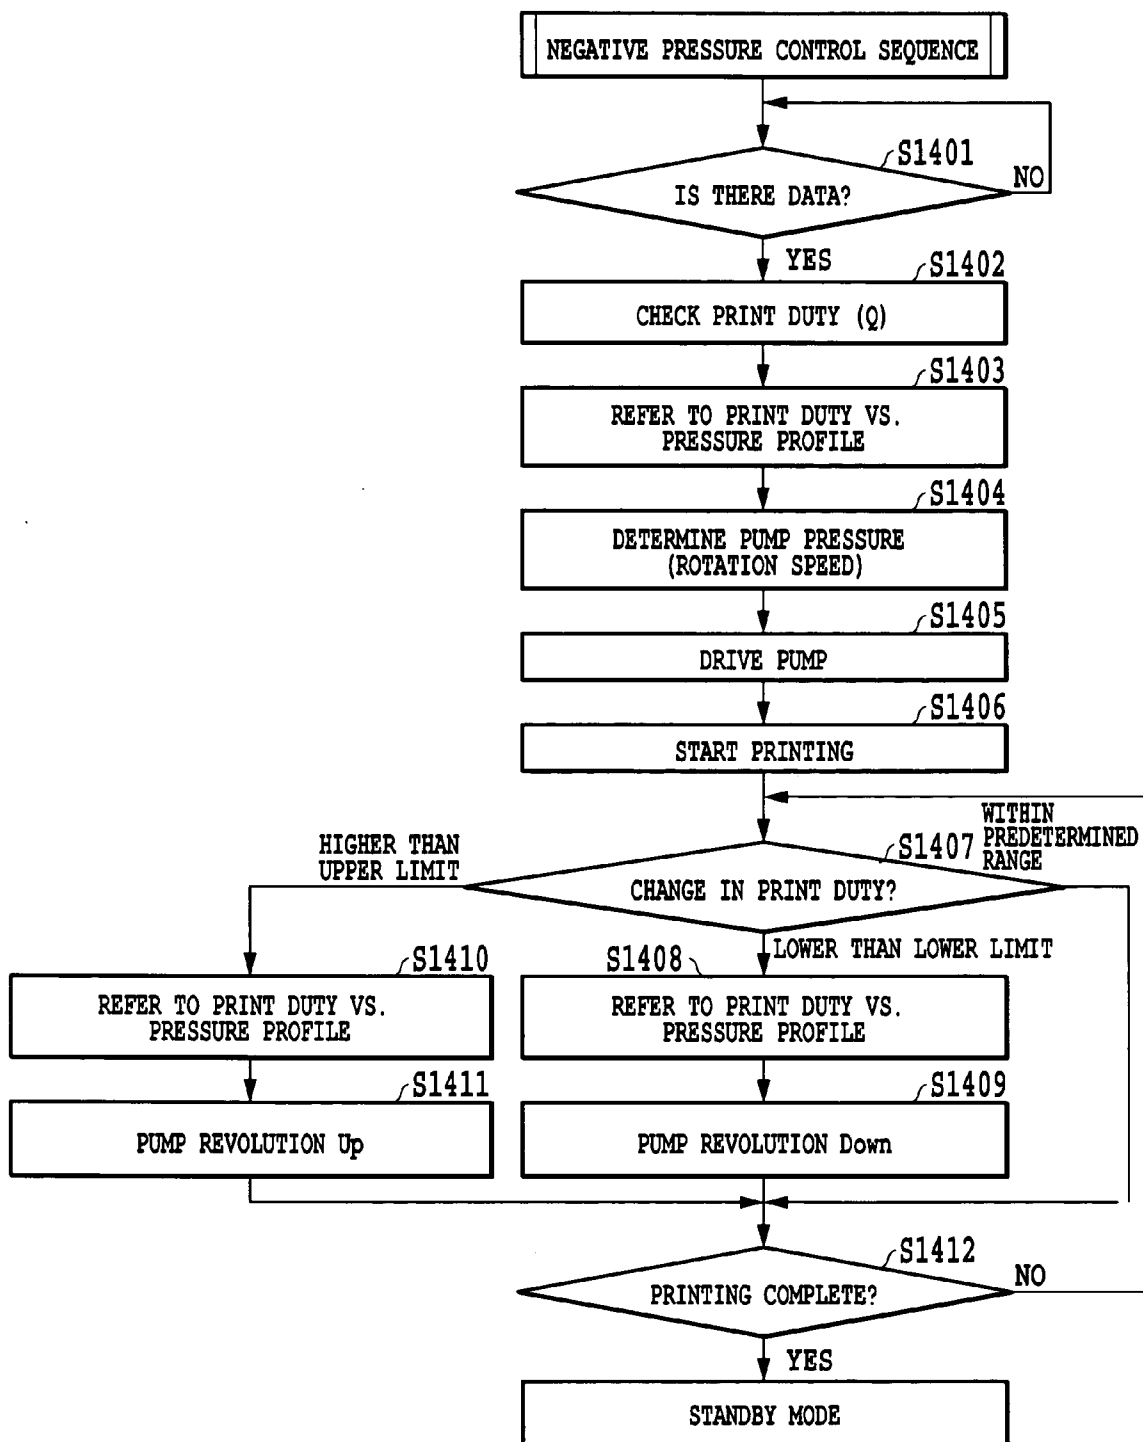 NEGATIVE PRESSURE CONTROL SEQUENCE
S1401
NO
IS THERE DATA?
YES
S1402
CHECK PRINT DUTY (Q)
S1403
REFER TO PRINT DUTY VS.
PRESSURE PROFILE
S1404
DETERMINE PUMP PRESSURE
(ROTATION SPEED)
S1405
DRIVE PUMP
S1406
START PRINTING
HIGHER THAN
UPPER LIMIT
S1407
WITHIN
PREDETERMINED
RANGE
CHANGE IN PRINT DUTY?
LOWER THAN LOWER LIMIT
S1410
REFER TO PRINT DUTY VS.
PRESSURE PROFILE
S1408
REFER TO PRINT DUTY VS.
PRESSURE PROFILE
S1411
PUMP REVOLUTION Up
S1409
PUMP REVOLUTION Down
S1412
NO
PRINTING COMPLETE?
YES
STANDBY MODE